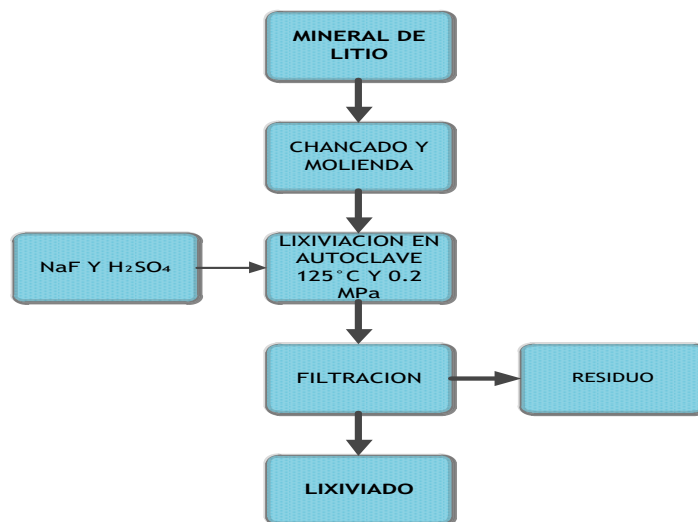 MINERAL DE
LITIO
CHANCADO Y
MOLIENDA
NaF Y H₂SO₄
LIXIVIACION EN
AUTOCLAVE
125°C Y 0.2
MPa
FILTRACION
RESIDUO
LIXIVIADO